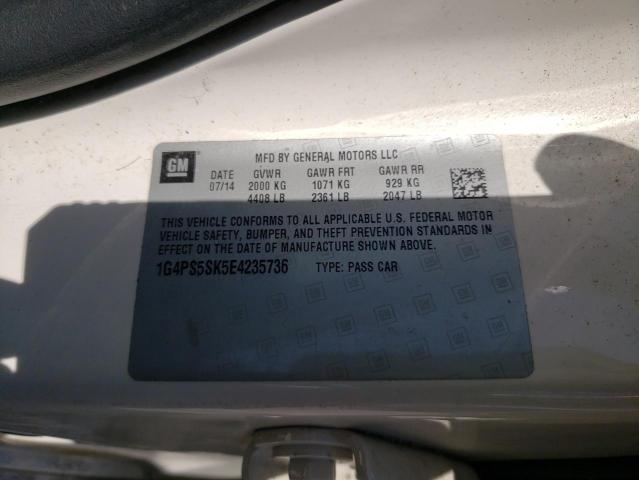 GM
MFD BY GENERAL MOTORS LLC
DATE GVWR GAWR FRT GAWR RR
07/14 2000 KG 1071 KG 929 KG
4408 LB 2361 LB 2047 LB
THIS VEHICLE CONFORMS TO ALL APPLICABLE U.S. FEDERAL MOTOR
VEHICLE SAFETY, BUMPER, AND THEFT PREVENTION STANDARDS IN
EFFECT ON THE DATE OF MANUFACTURE SHOWN ABOVE.
1G4PS5SK5E4235736 TYPE: PASS CAR